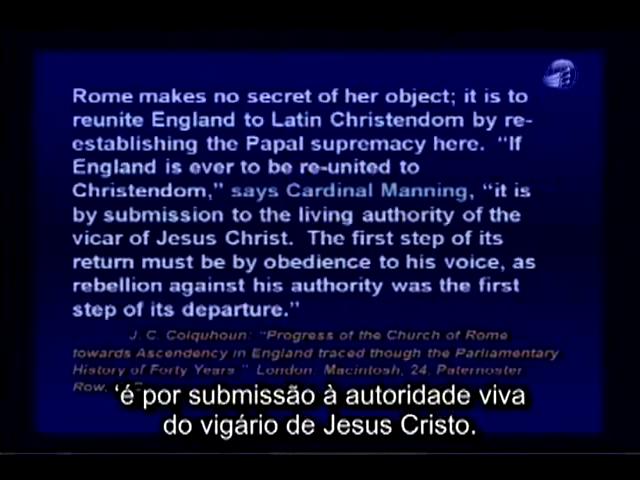 Rome makes no secret of her object; it is to
reunite England to Latin Christendom by re-
establishing the Papal supremacy here. “If
England is ever to be re-united to
Christendom,” says Cardinal Manning, “it is
by submission to the living authority of the
vicar of Jesus Christ. The first step of its
return must be by obedience to his voice, as
rebellion against his authority was the first
step of its departure.”
J. C. Colquhoun: “Progress of the Church of Rome
towards Ascendency in England traced though the Parliamentary
History of Forty Years.” London. Macintosh, 24, Paternoster
Row,
‘é por submissão à autoridade viva
do vigário de Jesus Cristo.